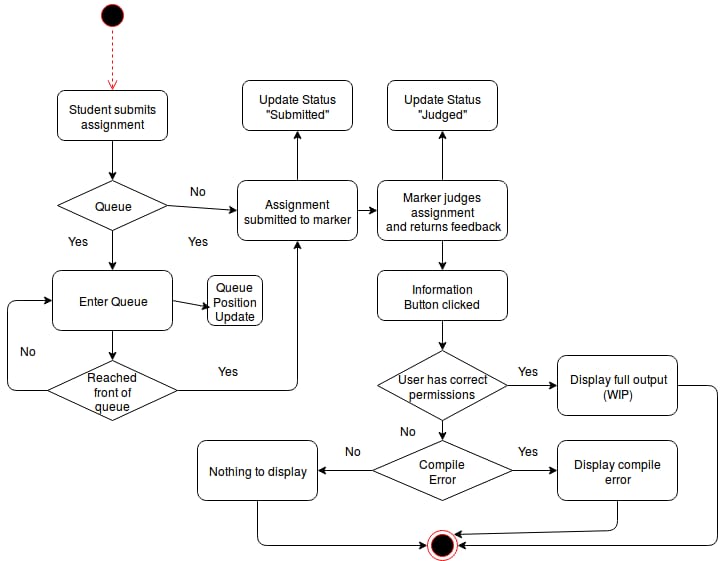 Student submits
assignment
Update Status
"Submitted"
Update Status
"Judged"
Queue
No
Assignment
submitted to marker
Marker judges
assignment
and returns feedback
Yes
Yes
Enter Queue
Queue
Position
Update
Information
Button clicked
No
Reached
front of
queue
Yes
User has correct
permissions
Yes
Display full output
(WIP)
No
Nothing to display
No
Compile
Error
Yes
Display compile
error